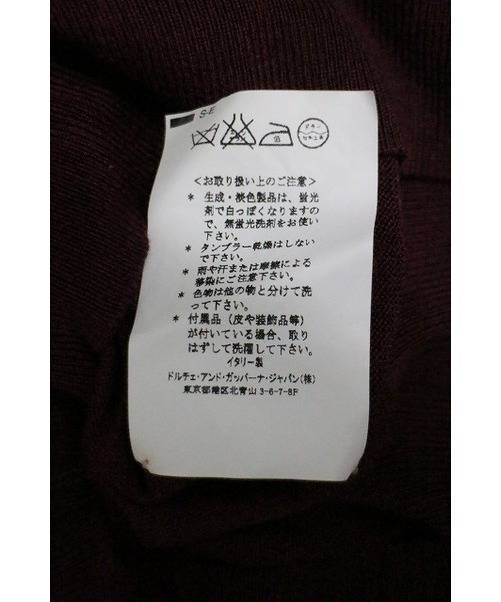 S-E
<お取り扱い上のご注意>
* 生成・淡色製品は、蛍光
剤で白っぽくなりますの
で、無蛍光洗剤をお使い
下さい。
* タンブラー乾燥はしない
で下さい。
* 雨や汗または摩擦による
移染にご注意下さい。
* 色物は他の物と分けて洗
って下さい。
* 付属品（皮や装飾品等）
が付いている場合、取り
はずして洗濯して下さい。
イタリー製
ドルチェ・アンド・ガッバーナ・ジャパン(株)
東京都港区北青山 3-6-7-8F